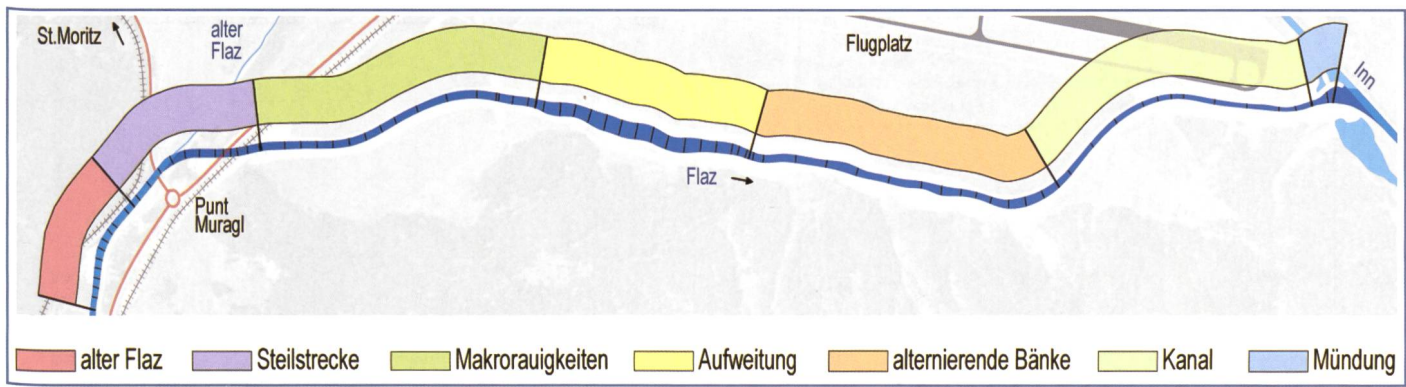 St.Moritz
alter
Flaz
Flugplatz
Inn
Flaz
Punt
Muragl
alter Flaz
Steilstrecke
Makrorauigkeiten
Aufweitung
alternierende Bänke
Kanal
Mündung